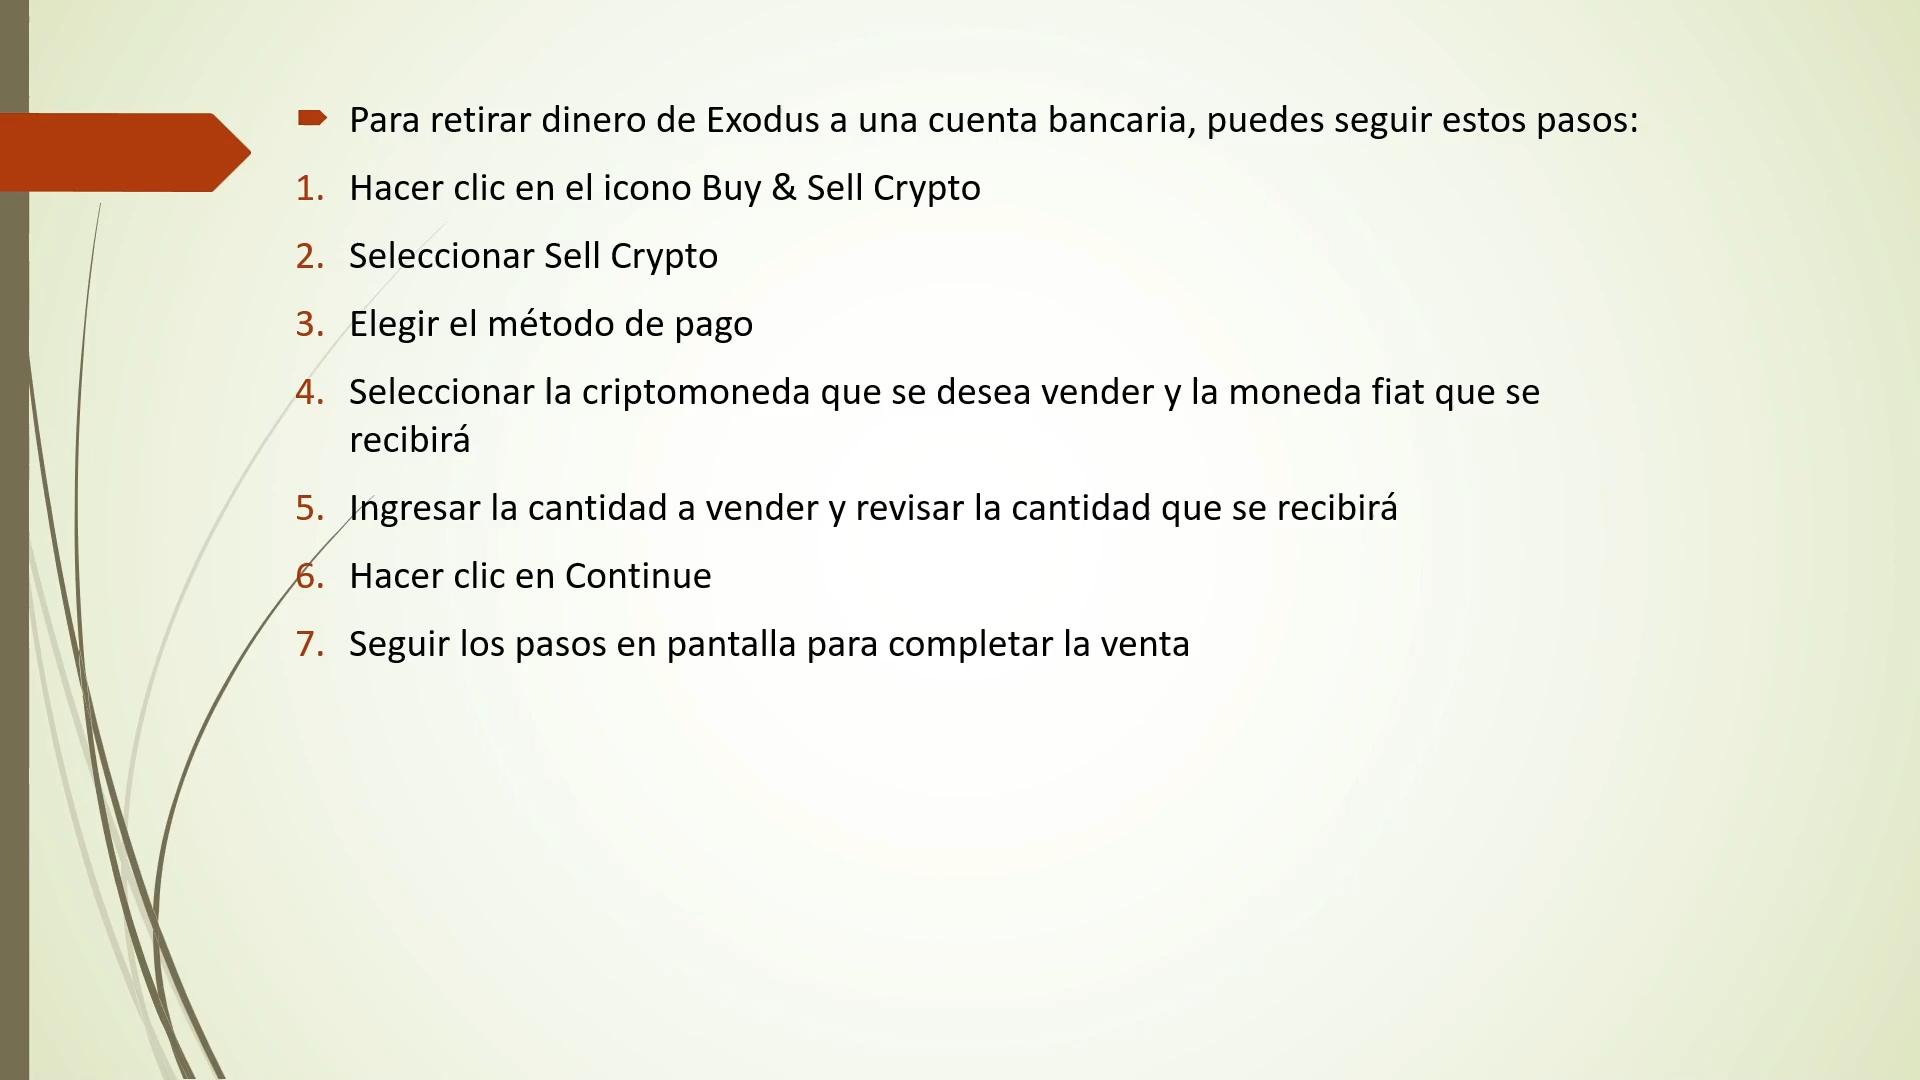 Para retirar dinero de Exodus a una cuenta bancaria, puedes seguir estos pasos:
1. Hacer clic en el icono Buy & Sell Crypto
2. Seleccionar Sell Crypto
3. Elegir el método de pago
4. Seleccionar la criptomoneda que se desea vender y la moneda fiat que se
recibirá
5. Ingresar la cantidad a vender y revisar la cantidad que se recibirá
6. Hacer clic en Continue
7. Seguir los pasos en pantalla para completar la venta